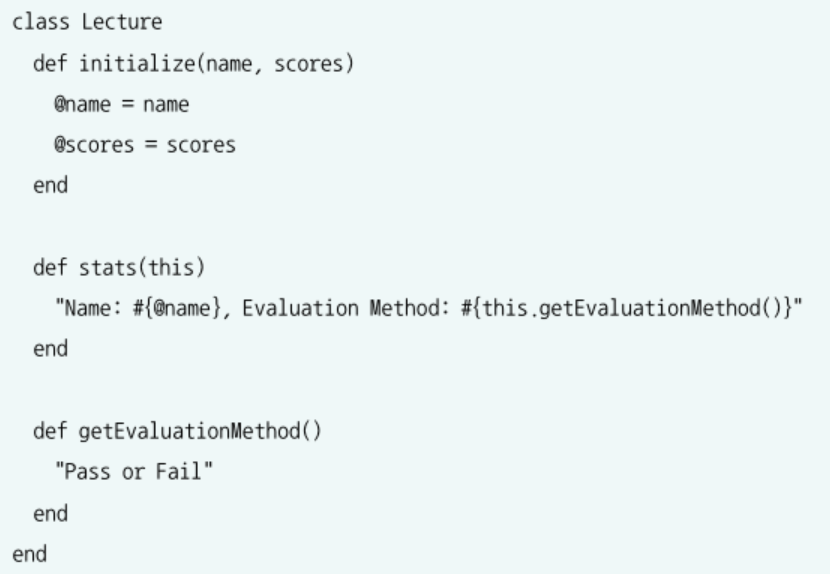 class Lecture
  def initialize(name, scores)
    @name = name
    @scores = scores
  end

  def stats(this)
    "Name: #{@name}, Evaluation Method: #{this.getEvaluationMethod()}"
  end

  def getEvaluationMethod()
    "Pass or Fail"
  end
end